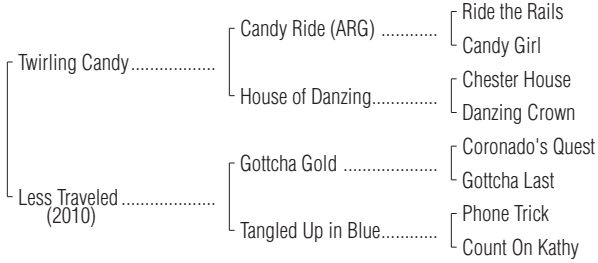 Ride the Rails
Candy Ride (ARG) ............
Candy Girl
Twirling Candy..................
Chester House
House of Danzing..............
Danzing Crown
Coronado's Quest
Gottcha Gold ....................
Gottcha Last
Less Traveled....................
(2010)
Phone Trick
Tangled Up in Blue............
Count On Kathy